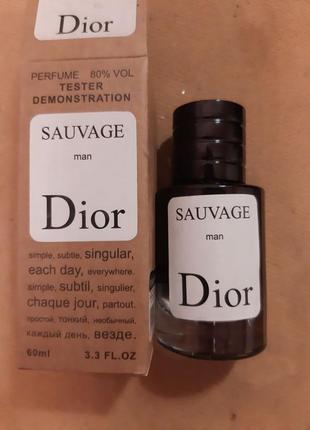 Dior
PERFUME 80% VOL
TESTER
DEMONSTRATION
SAUVAGE
man
Dior
simple, subtle, singular,
each day, everywhere.
simple, subtil, singulier,
chaque jour, partout.
простой, тонкий, необычный,
каждый день, везде.
60ml 3.3 FL.OZ
SAUVAGE
man
Dior